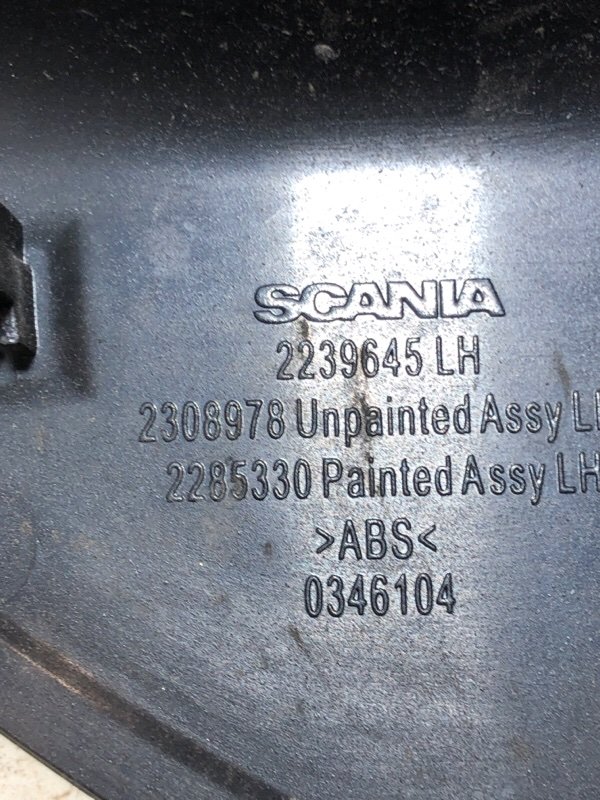 SCANIA
2239645 LH
2308978 Unpainted Assy L
2285330 Painted Assy LH
>ABS<
0346104